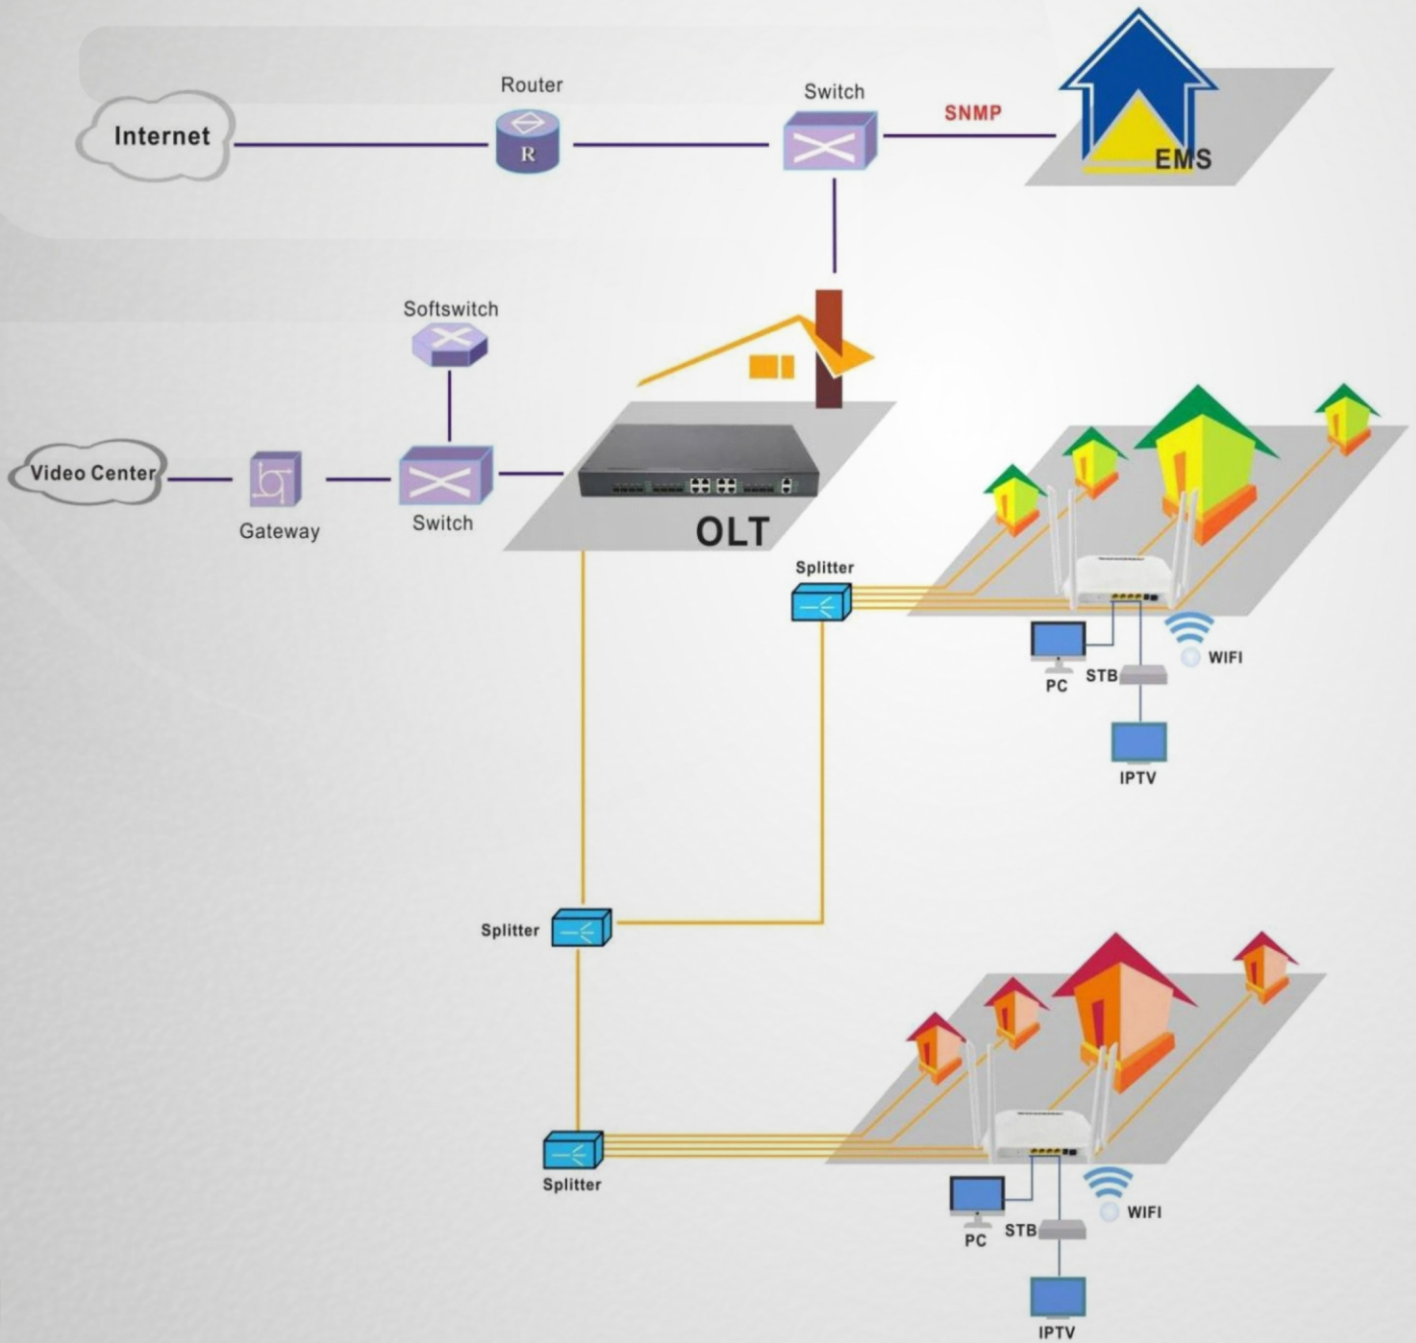 Router
Switch
SNMP
Internet
R
EMS
Softswitch
Video Center
Gateway
Switch
OLT
Splitter
WIFI
PC
STB
IPTV
Splitter
Splitter
WIFI
PC
STB
IPTV